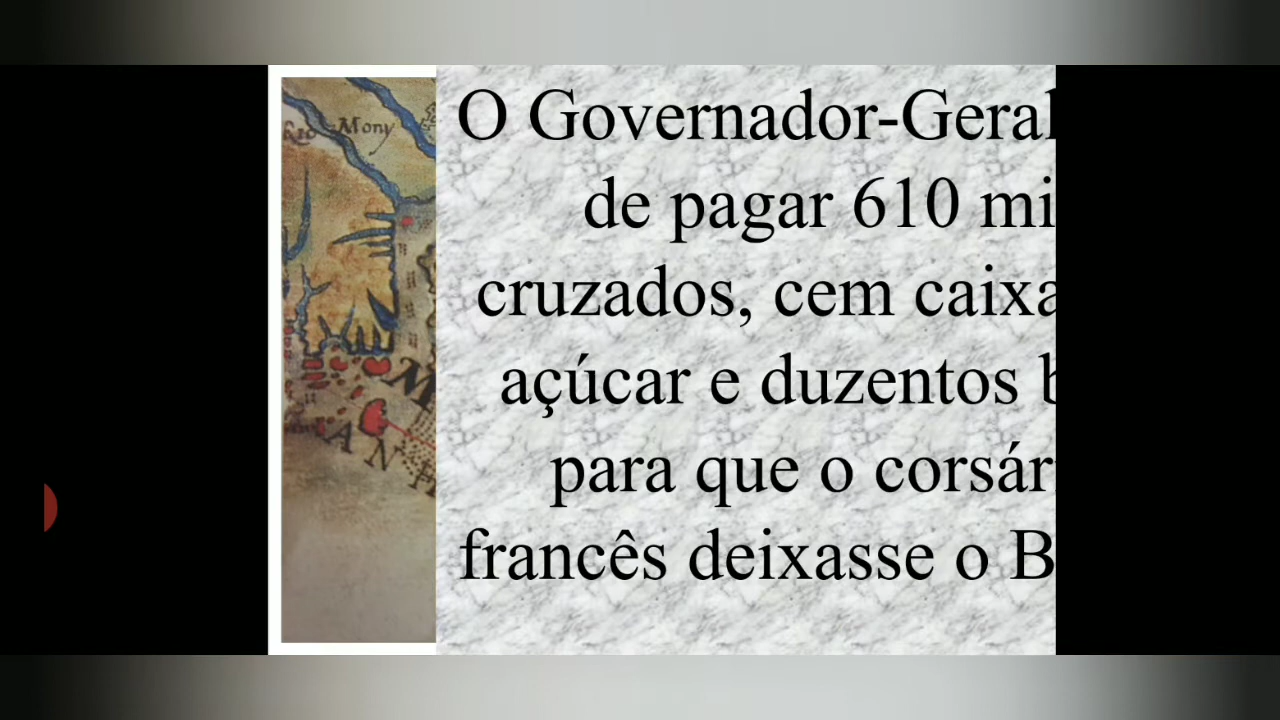 O Governador-Geral
de pagar 610 mi
cruzados, cem caixa
açúcar e duzentos b
para que o corsár
francês deixasse o B
Mony